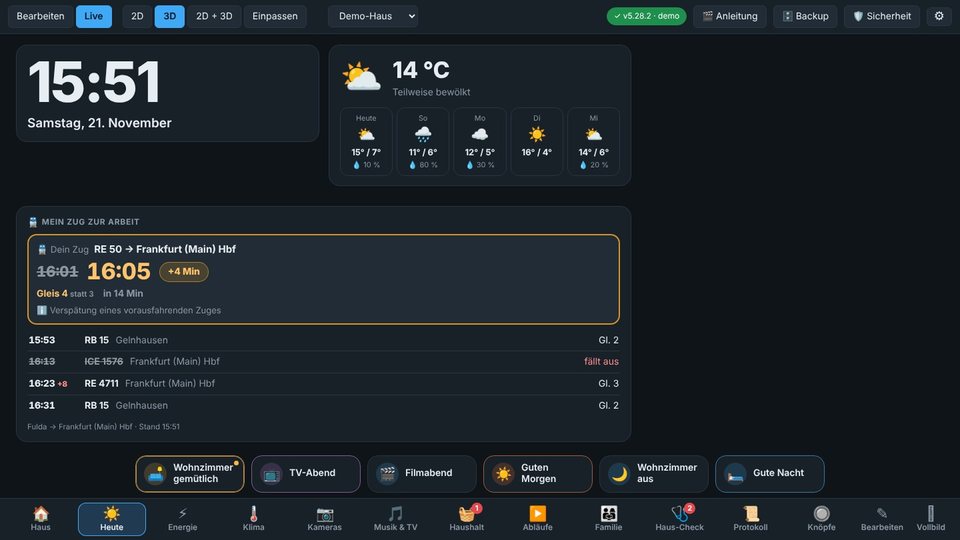 Bearbeiten Live 2D 3D 2D + 3D Einpassen Demo-Haus ✓ v5.28.2 · demo Anleitung Backup Sicherheit
15:51
Samstag, 21. November
14 °C
Teilweise bewölkt
Heute So Mo Di Mi
15° / 7° 11° / 6° 12° / 5° 16° / 4° 14° / 6°
10 % 80 % 30 % 20 %
MEIN ZUG ZUR ARBEIT
Dein Zug RE 50 → Frankfurt (Main) Hbf
16:01 16:05 +4 Min
Gleis 4 statt 3 in 14 Min
Verspätung eines vorausfahrenden Zuges
15:53 RB 15 Gelnhausen Gl. 2
16:13 ICE 1576 Frankfurt (Main) Hbf fällt aus
16:23 +8 RE 4711 Frankfurt (Main) Hbf Gl. 3
16:31 RB 15 Gelnhausen Gl. 2
Fulda → Frankfurt (Main) Hbf · Stand 15:51
Wohnzimmer gemütlich
TV-Abend
Filmabend
Guten Morgen
Wohnzimmer aus
Gute Nacht
Haus Heute Energie Klima Kameras Musik & TV Haushalt 1 Abläufe Familie Haus-Check 2 Protokoll Knöpfe Bearbeiten Vollbild